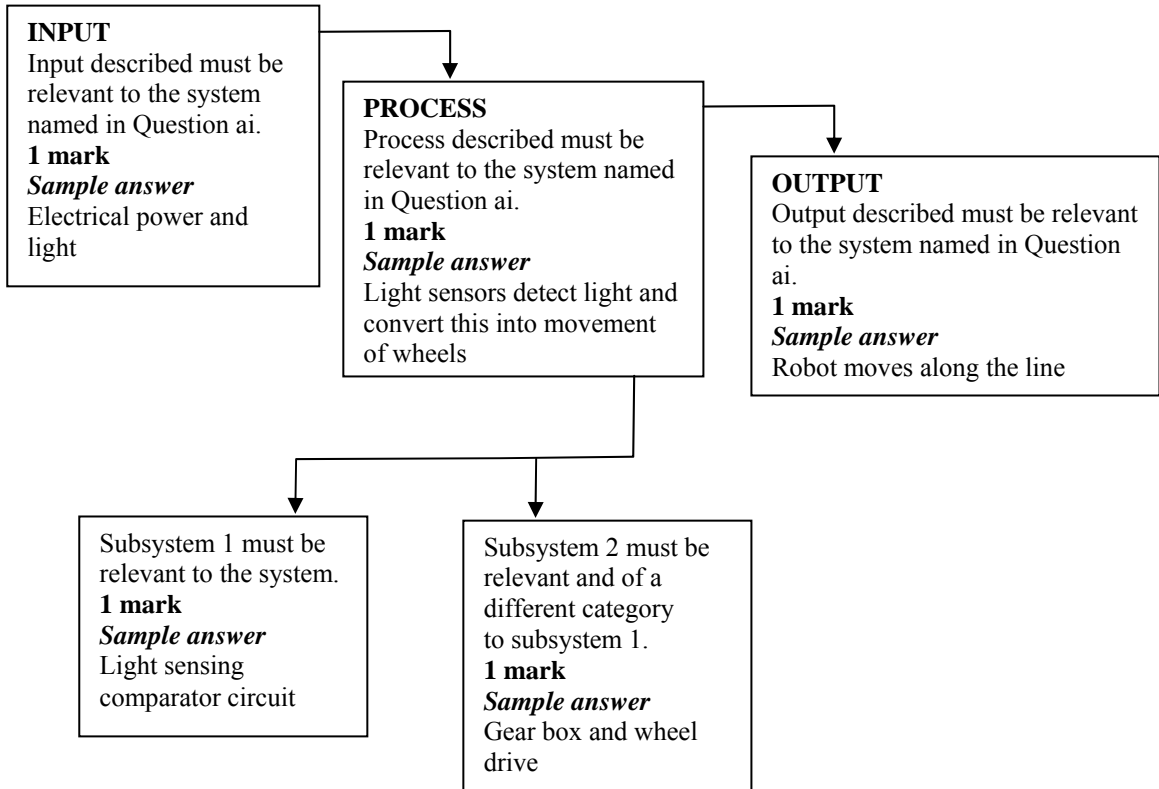 INPUT
Input described must be
relevant to the system
named in Question ai.
1 mark
Sample answer
Electrical power and
light
PROCESS
Process described must be
relevant to the system named
in Question ai.
1 mark
Sample answer
Light sensors detect light and
convert this into movement
of wheels
OUTPUT
Output described must be relevant
to the system named in Question
ai.
1 mark
Sample answer
Robot moves along the line
Subsystem 1 must be
relevant to the system.
1 mark
Sample answer
Light sensing
comparator circuit
Subsystem 2 must be
relevant and of a
different category
to subsystem 1.
1 mark
Sample answer
Gear box and wheel
drive